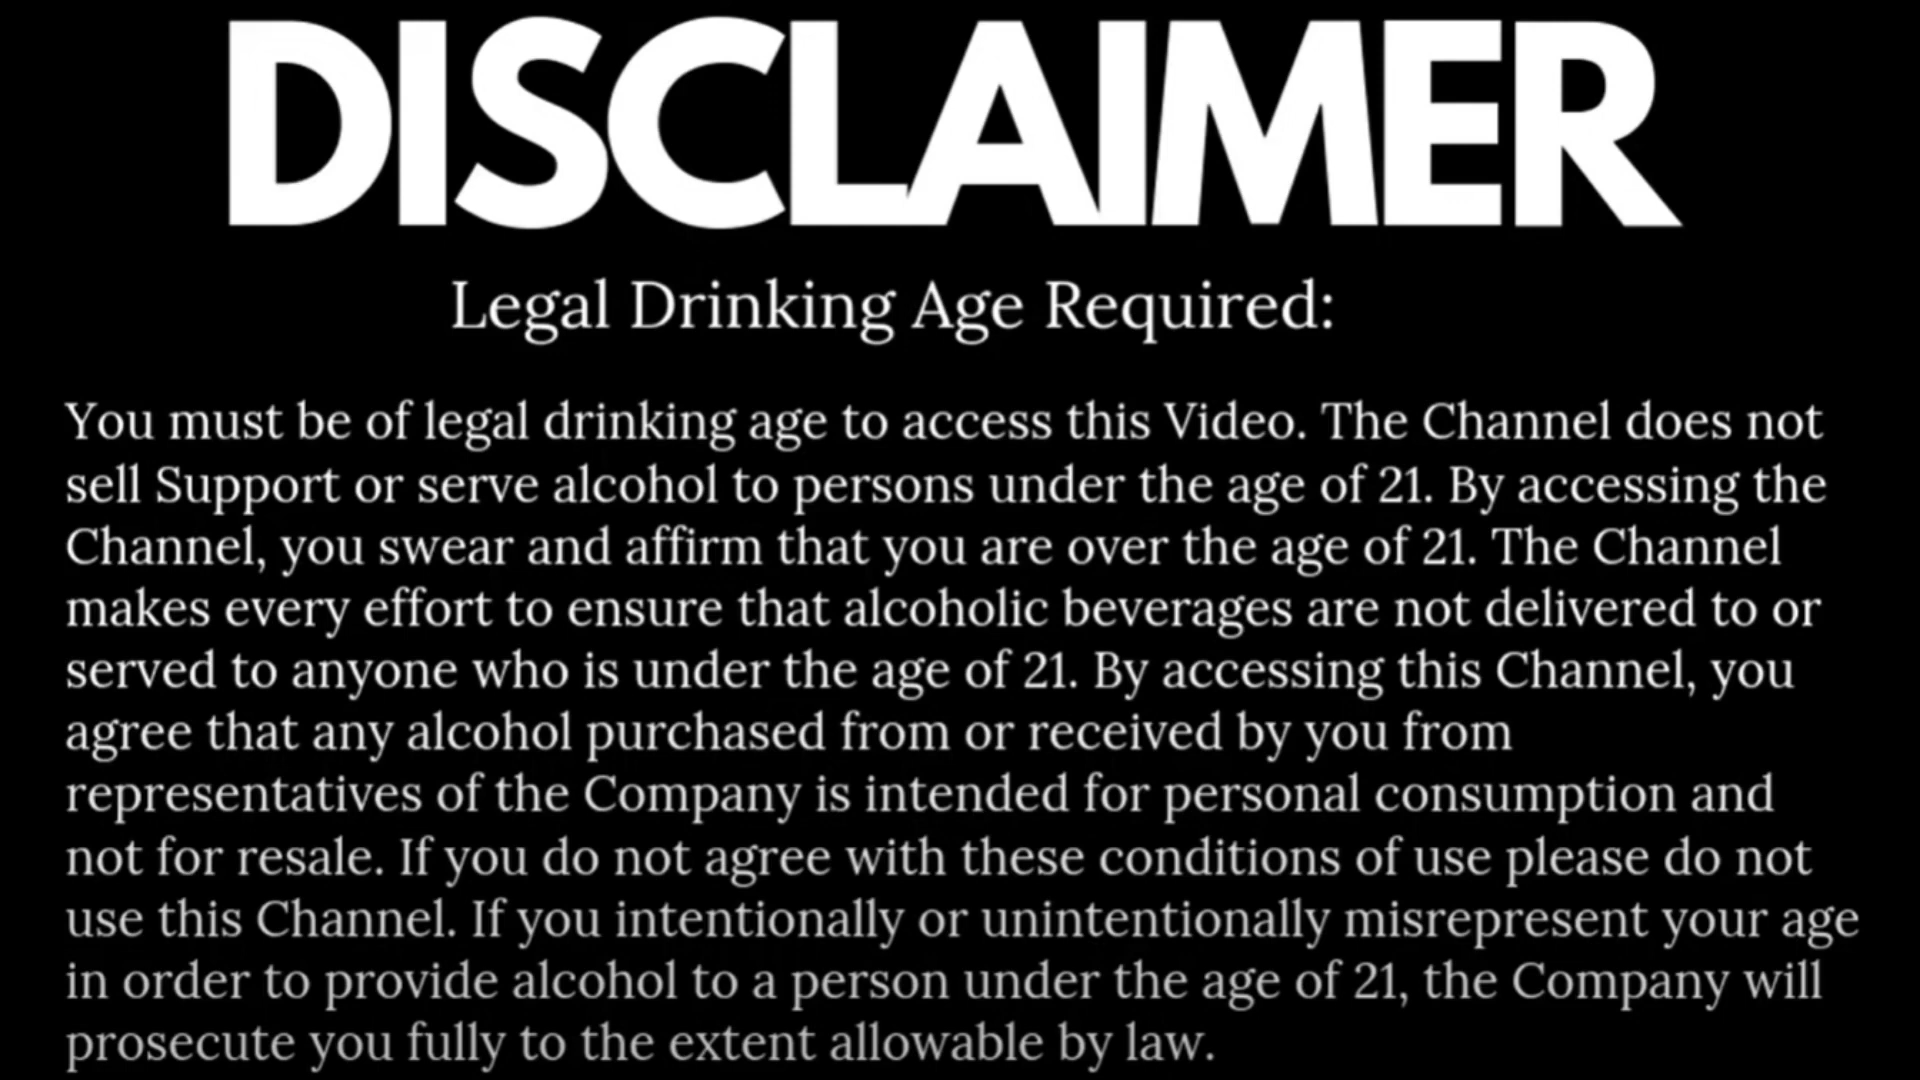 DISCLAIMER
Legal Drinking Age Required:
You must be of legal drinking age to access this Video. The Channel does not
sell Support or serve alcohol to persons under the age of 21. By accessing the
Channel, you swear and affirm that you are over the age of 21. The Channel
makes every effort to ensure that alcoholic beverages are not delivered to or
served to anyone who is under the age of 21. By accessing this Channel, you
agree that any alcohol purchased from or received by you from
representatives of the Company is intended for personal consumption and
not for resale. If you do not agree with these conditions of use please do not
use this Channel. If you intentionally or unintentionally misrepresent your age
in order to provide alcohol to a person under the age of 21, the Company will
prosecute you fully to the extent allowable by law.